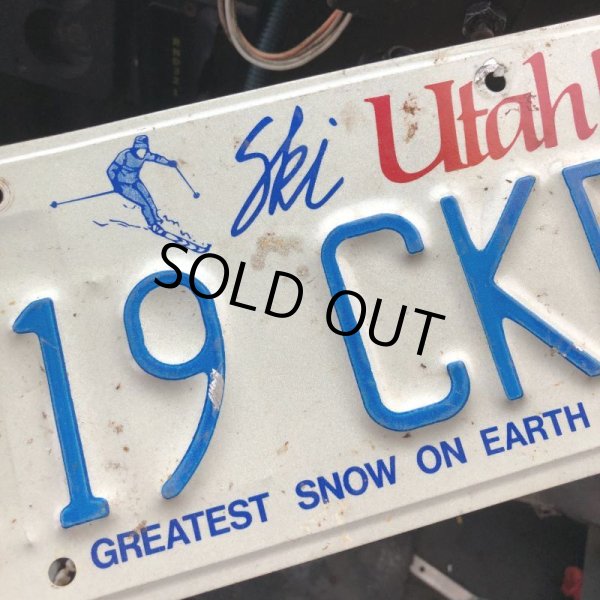 Ski Utah!
19 CK
SOLD OUT
GREATEST SNOW ON EARTH